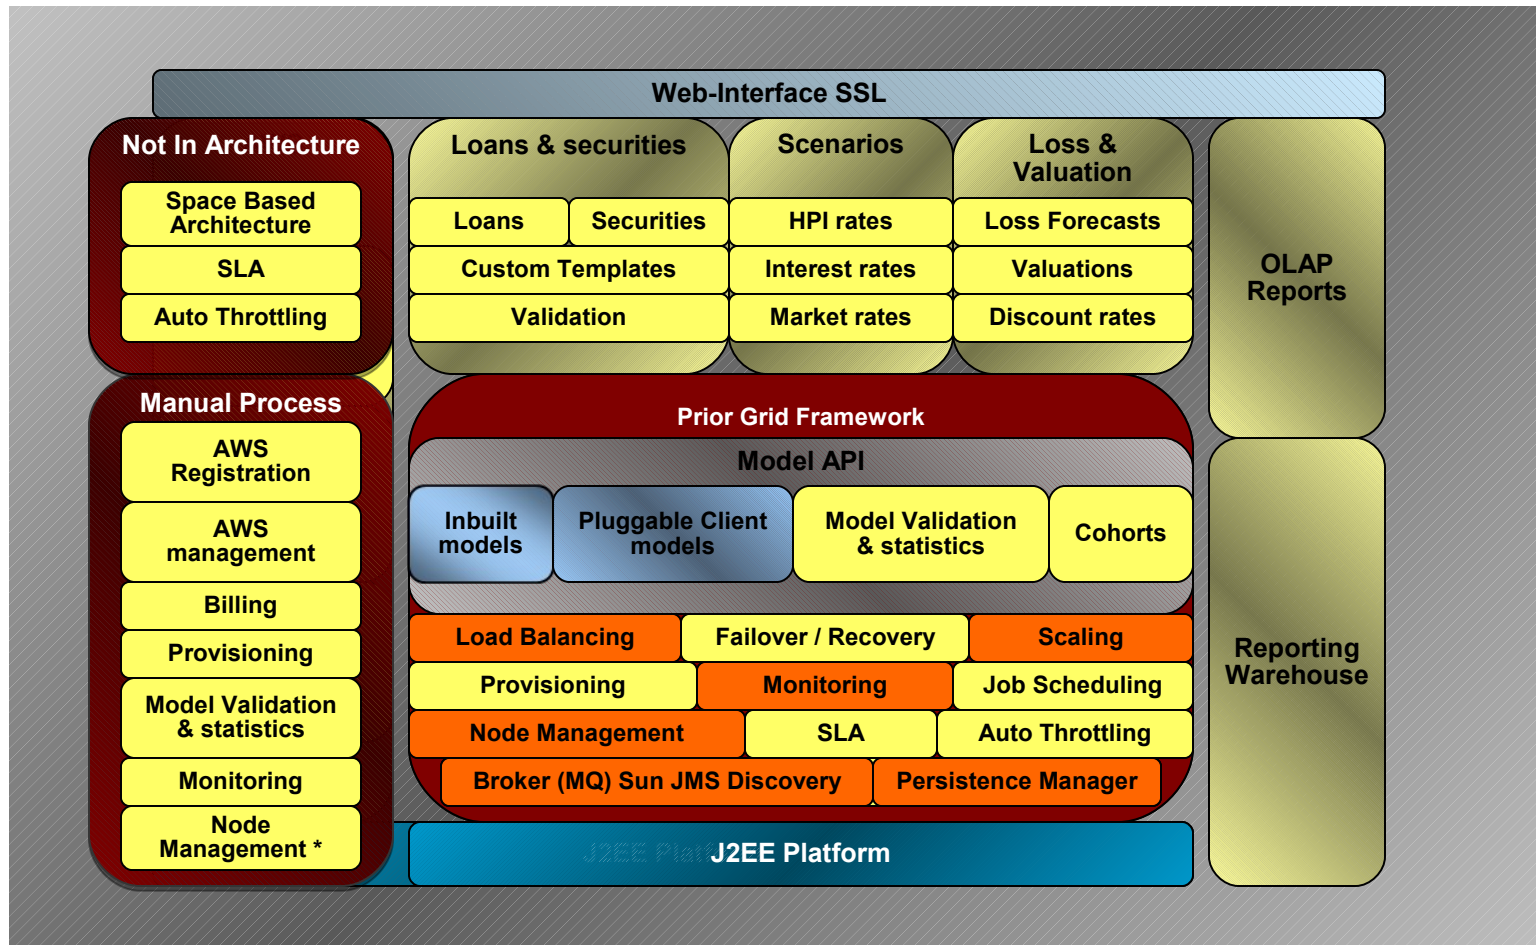 Web-Interface SSL
Not In Architecture
Space Based
Architecture
SLA
Auto Throttling
Manual Process
AWS
Registration
AWS
management
Billing
Provisioning
Model Validation
& statistics
Monitoring
Node
Management *
Loans & securities
Loans
Securities
Custom Templates
Validation
Scenarios
HPI rates
Interest rates
Market rates
Loss &
Valuation
Loss Forecasts
Valuations
Discount rates
Prior Grid Framework
Model API
Inbuilt
models
Pluggable Client
models
Model Validation
& statistics
Cohorts
Load Balancing
Failover / Recovery
Scaling
Provisioning
Monitoring
Job Scheduling
Node Management
SLA
Auto Throttling
Broker (MQ) Sun JMS Discovery
Persistence Manager
J2EE Platform
OLAP
Reports
Reporting
Warehouse